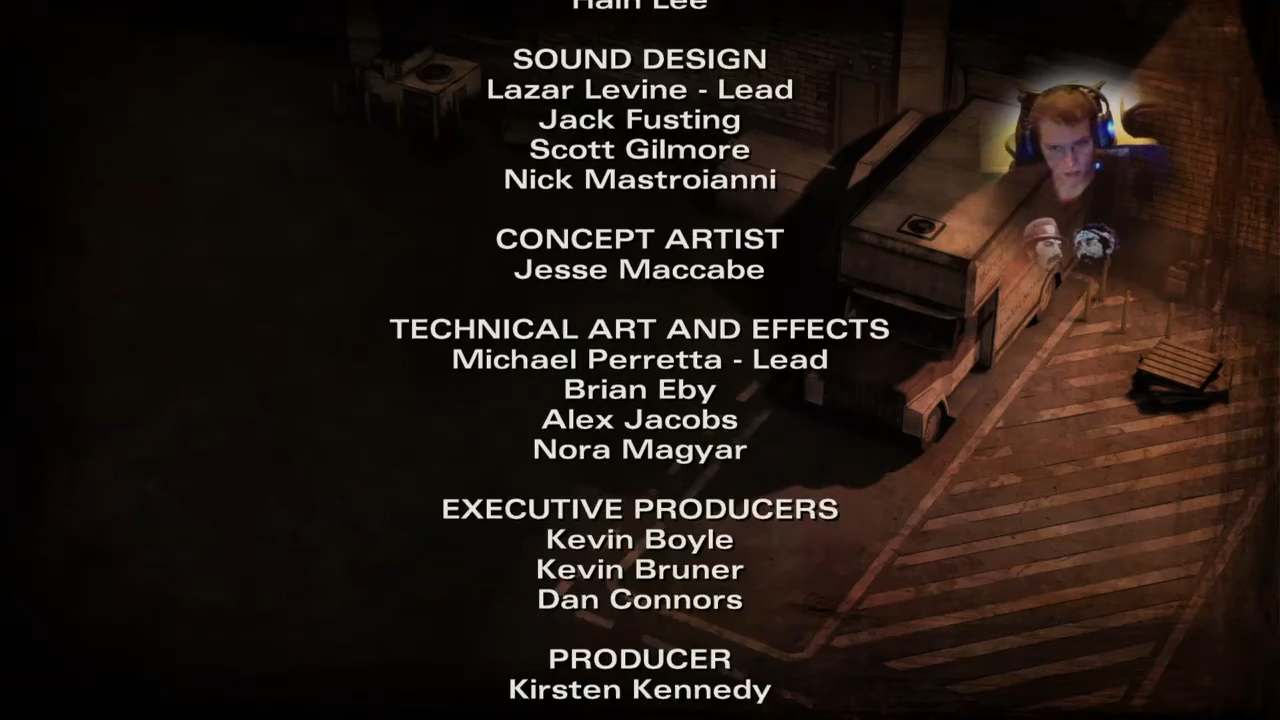 Hain Lee
SOUND DESIGN
Lazar Levine - Lead
Jack Fusting
Scott Gilmore
Nick Mastroianni
CONCEPT ARTIST
Jesse Maccabe
TECHNICAL ART AND EFFECTS
Michael Perretta - Lead
Brian Eby
Alex Jacobs
Nora Magyar
EXECUTIVE PRODUCERS
Kevin Boyle
Kevin Bruner
Dan Connors
PRODUCER
Kirsten Kennedy